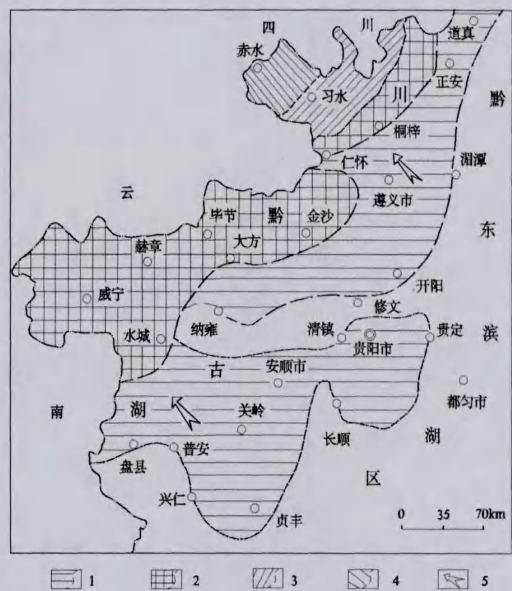 四 川
道真
赤水
正安
习水
川
黔
桐梓
仁怀
湄潭
云
遵义市
毕节 黔 金沙
东
赫章
大方
开阳
威宁
修文
滨
纳雍
清镇
贵定
水城
贵阳市
古
安顺市
都匀市
南
湖
关岭
湖
长顺
盘县
普安
区
兴仁
贞丰
0 35 70km
1 2 3 4 5